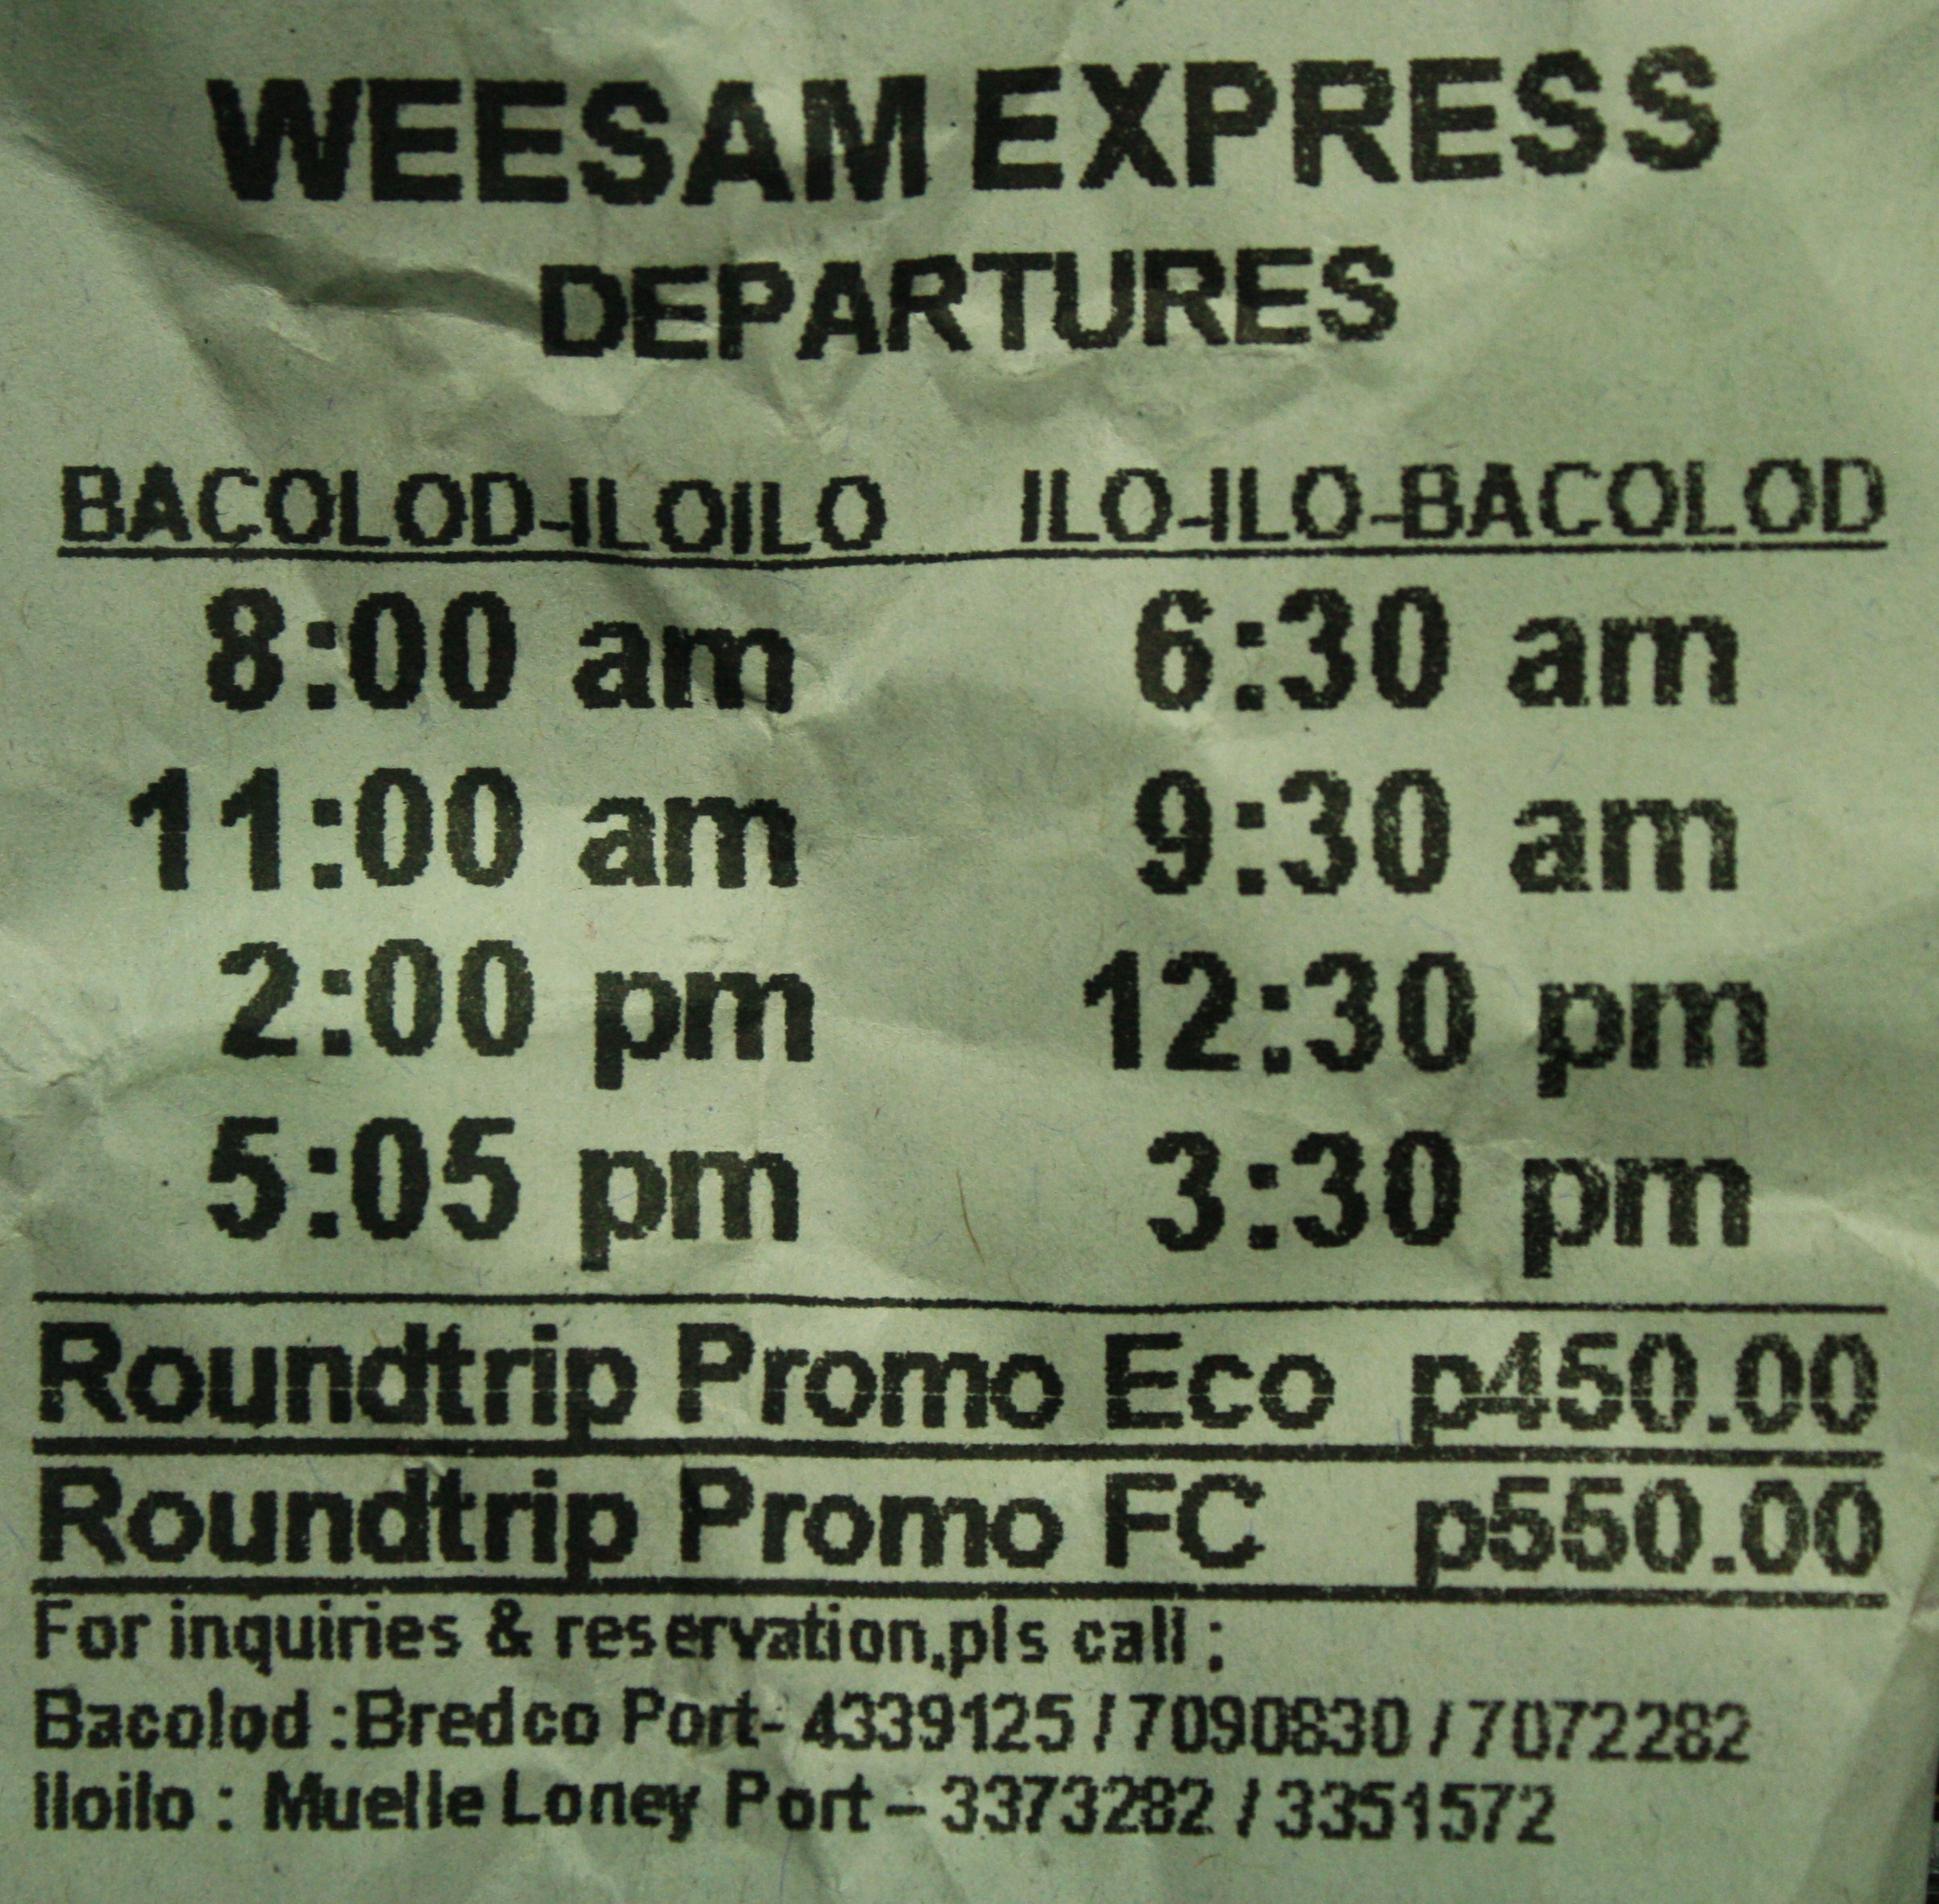 WEESAM EXPRESS
DEPARTURES
BACOLOD-ILOILO ILO-ILO-BACOLOD
8:00 am 6:30 am
11:00 am 9:30 am
2:00 pm 12:30 pm
5:05 pm 3:30 pm
Roundtrip Promo Eco p450.00
Roundtrip Promo FC p550.00
For inquiries & reservation,pls call :
Bacolod :Bredco Port- 4339125 / 7090830 / 7072282
Iloilo : Muelle Loney Port – 3373282 / 3351572